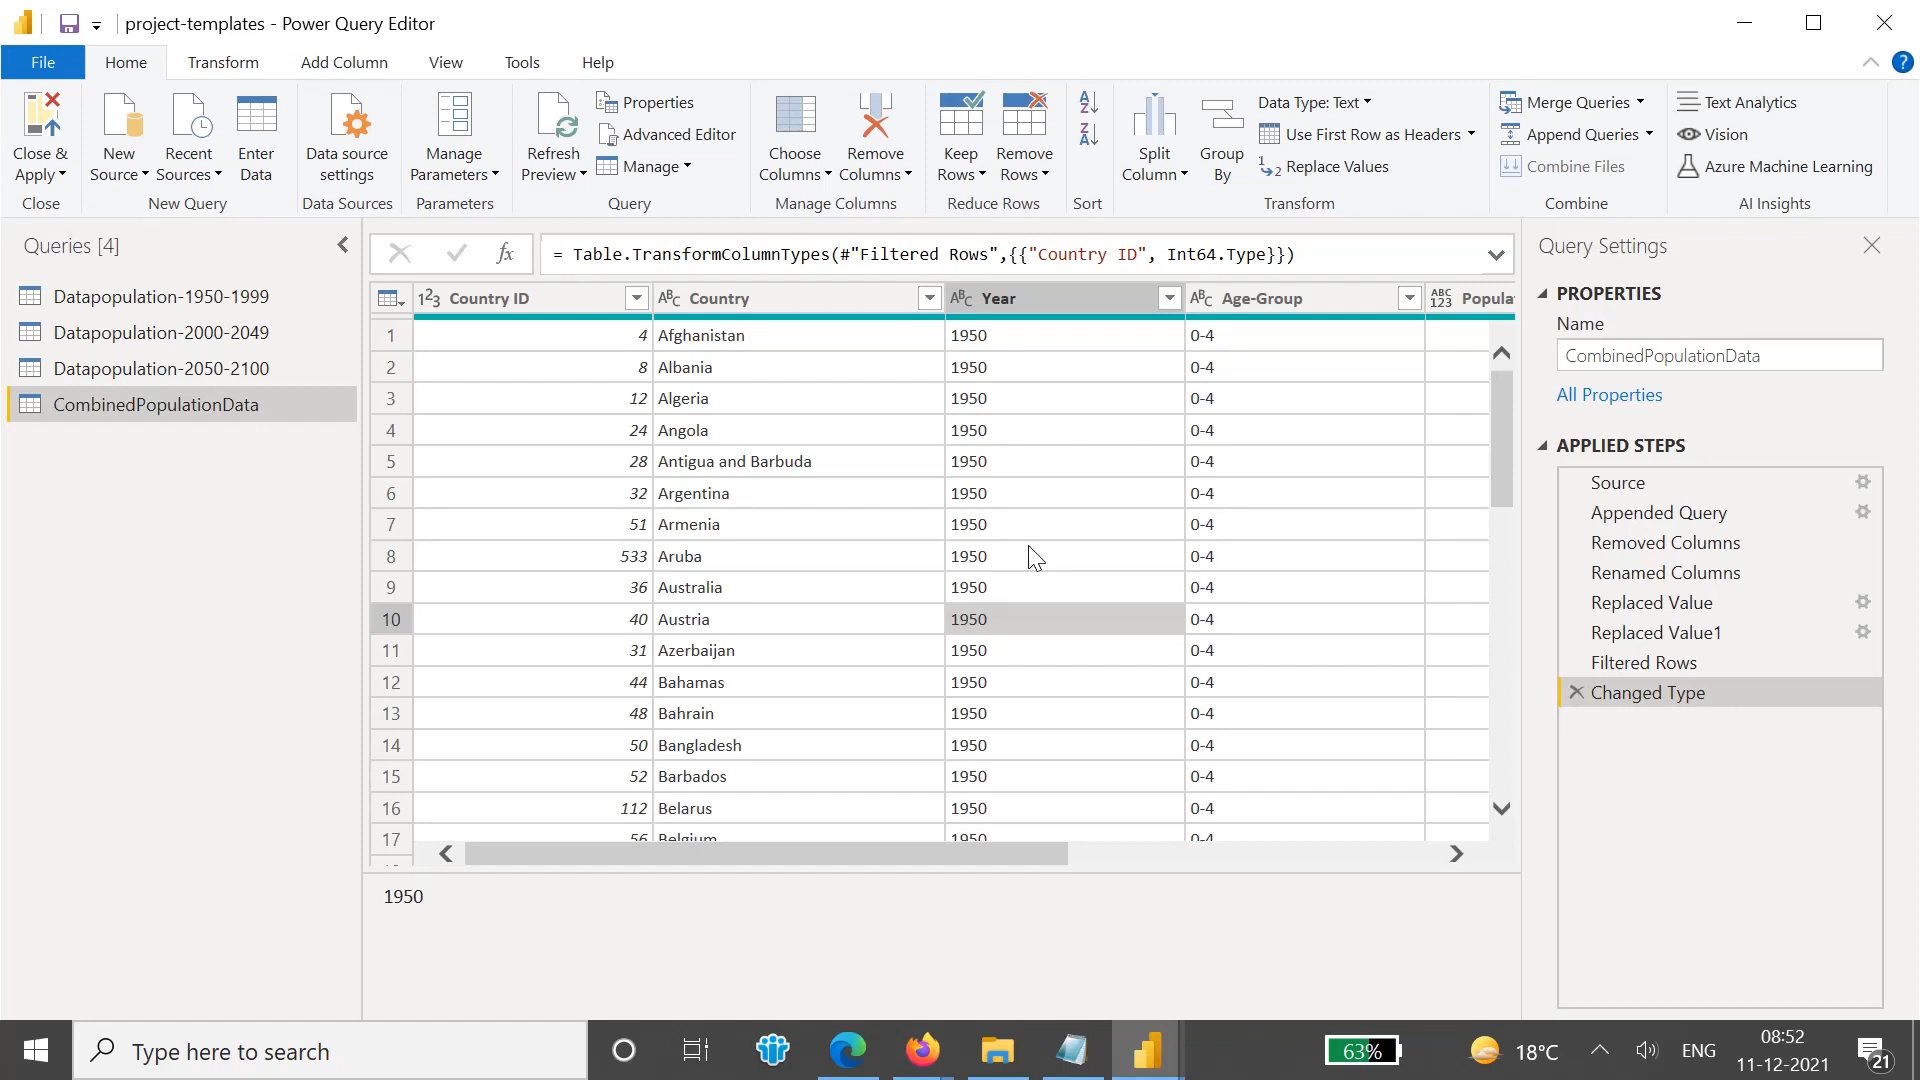 project-templates - Power Query Editor
File Home Transform Add Column View Tools Help
Close & Apply
New Source
Recent Sources
Enter Data
Data source settings
Manage Parameters
Refresh Preview
Properties
Advanced Editor
Manage
Choose Columns
Remove Columns
Keep Rows
Remove Rows
Split Column
Group By
Data Type: Text
Use First Row as Headers
Replace Values
Merge Queries
Append Queries
Combine Files
Text Analytics
Vision
Azure Machine Learning
Close New Query Data Sources Parameters Query Manage Columns Reduce Rows Sort Transform Combine AI Insights
Queries [4]
Datapopulation-1950-1999
Datapopulation-2000-2049
Datapopulation-2050-2100
CombinedPopulationData
fx = Table.TransformColumnTypes(#"Filtered Rows",{{"Country ID", Int64.Type}})
123 Country ID ABC Country ABC Year ABC Age-Group ABC 123 Popula
1 4 Afghanistan 1950 0-4
2 8 Albania 1950 0-4
3 12 Algeria 1950 0-4
4 24 Angola 1950 0-4
5 28 Antigua and Barbuda 1950 0-4
6 32 Argentina 1950 0-4
7 51 Armenia 1950 0-4
8 533 Aruba 1950 0-4
9 36 Australia 1950 0-4
10 40 Austria 1950 0-4
11 31 Azerbaijan 1950 0-4
12 44 Bahamas 1950 0-4
13 48 Bahrain 1950 0-4
14 50 Bangladesh 1950 0-4
15 52 Barbados 1950 0-4
16 112 Belarus 1950 0-4
17 56 Belgium 1950 0-4
1950
Query Settings
PROPERTIES
Name
CombinedPopulationData
All Properties
APPLIED STEPS
Source
Appended Query
Removed Columns
Renamed Columns
Replaced Value
Replaced Value1
Filtered Rows
Changed Type
Type here to search
63%
18°C
ENG
08:52
11-12-2021
21